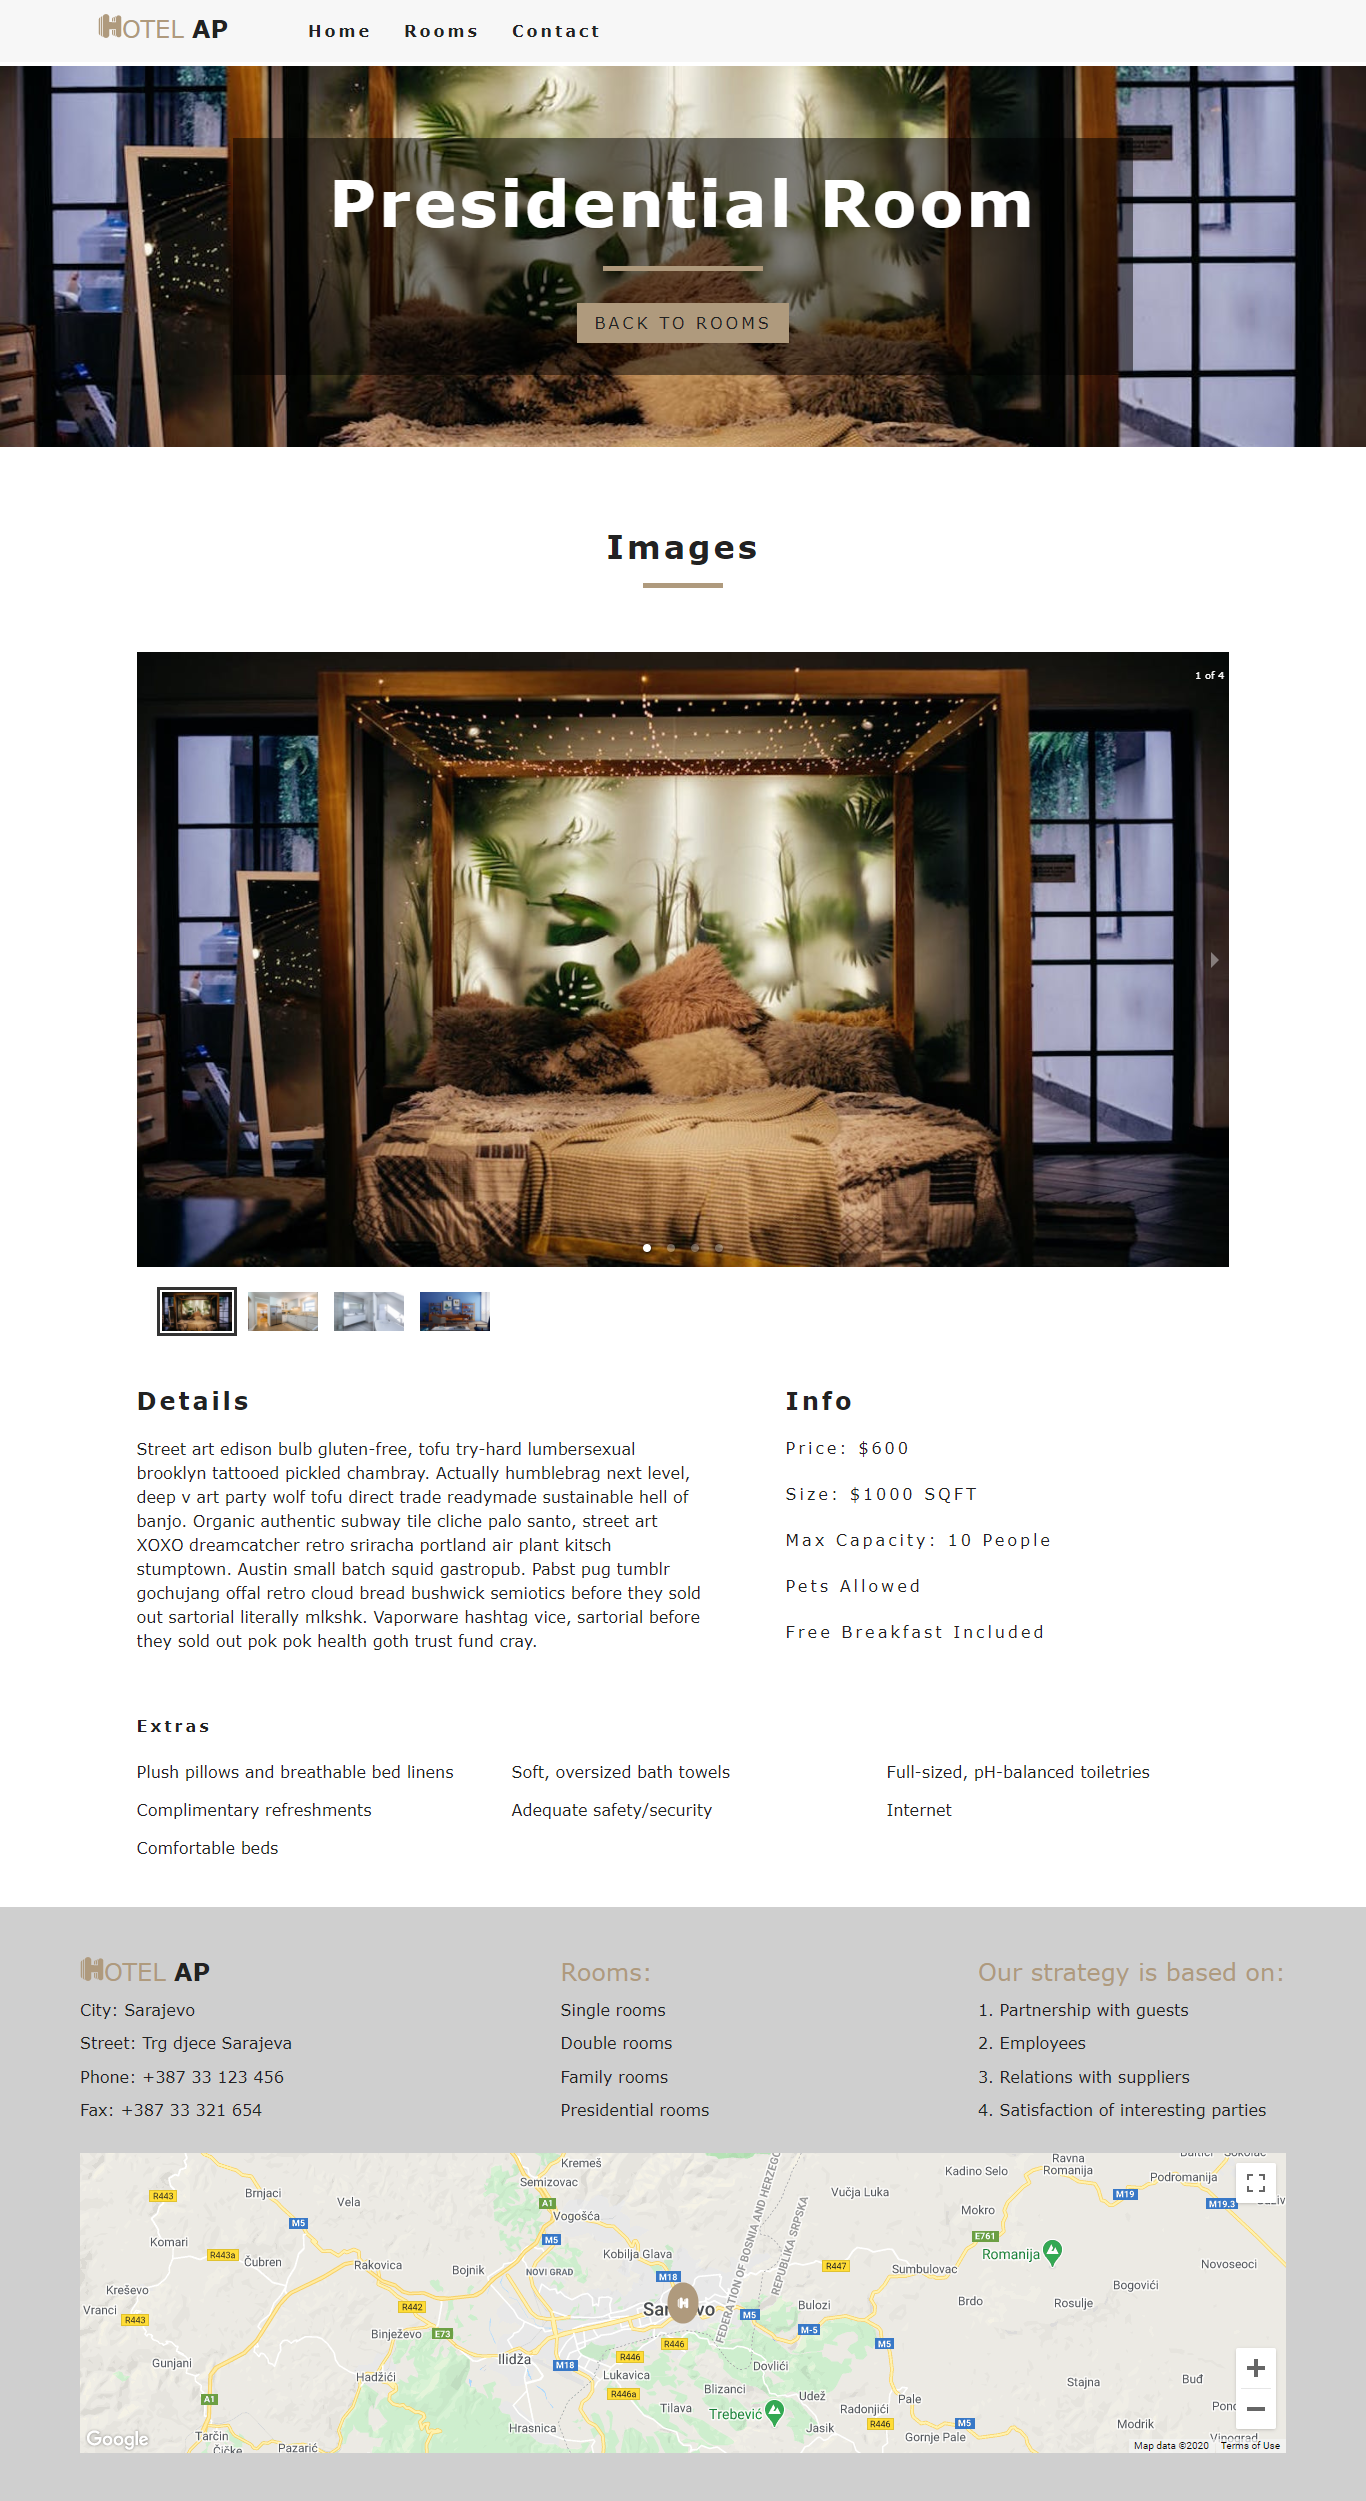 HOTEL AP
Home Rooms Contact
Presidential Room
BACK TO ROOMS
Images
1 of 4
Details
Street art edison bulb gluten-free, tofu try-hard lumbersexual
brooklyn tattooed pickled chambray. Actually humblebrag next level,
deep v art party wolf tofu direct trade readymade sustainable hell of
banjo. Organic authentic subway tile cliche palo santo, street art
XOXO dreamcatcher retro sriracha portland air plant kitsch
stumptown. Austin small batch squid gastropub. Pabst pug tumblr
gochujang offal retro cloud bread bushwick semiotics before they sold
out sartorial literally mlkshk. Vaporware hashtag vice, sartorial before
they sold out pok pok health goth trust fund cray.
Info
Price: $600
Size: $1000 SQFT
Max Capacity: 10 People
Pets Allowed
Free Breakfast Included
Extras
Plush pillows and breathable bed linens
Soft, oversized bath towels
Full-sized, pH-balanced toiletries
Complimentary refreshments
Adequate safety/security
Internet
Comfortable beds
HOTEL AP
City: Sarajevo
Street: Trg djece Sarajeva
Phone: +387 33 123 456
Fax: +387 33 321 654
Rooms:
Single rooms
Double rooms
Family rooms
Presidential rooms
Our strategy is based on:
1. Partnership with guests
2. Employees
3. Relations with suppliers
4. Satisfaction of interesting parties
Kremeš
Ravna
Romanija
Semizovac
Kadino Selo
Podromanija
R443
Brnjaci
Vela
A1
Vučja Luka
M19
M19.3
Vogošća
Mokro
M5
Komari
M5
E761
R443a
Čubren
Rakovica
Bojnik
NOVI GRAD
Kobilja Glava
R447
Sumbulovac
Romanija
Novoseoci
M18
Kreševo
Bogovići
Vranci
R443
R442
Bulozi
Brdo
Rosulje
M5
M-5
Binježevo
E73
R446
M5
FEDERATION OF BOSNIA AND HERZEGO
REPUBLIKA SRPSKA
Gunjani
Hadžići
Ilidža
M18
R446
Lukavica
Dovlići
Stajna
Buđ
A1
R446a
Blizanci
Udež
Pale
Tilava
Trebević
Radonjići
Hrasnica
Jasik
R446
M5
Modrik
Tarčin
Gornje Pale
Vinograd
Čičke
Pazarić
Google
Map data ©2020 Terms of Use